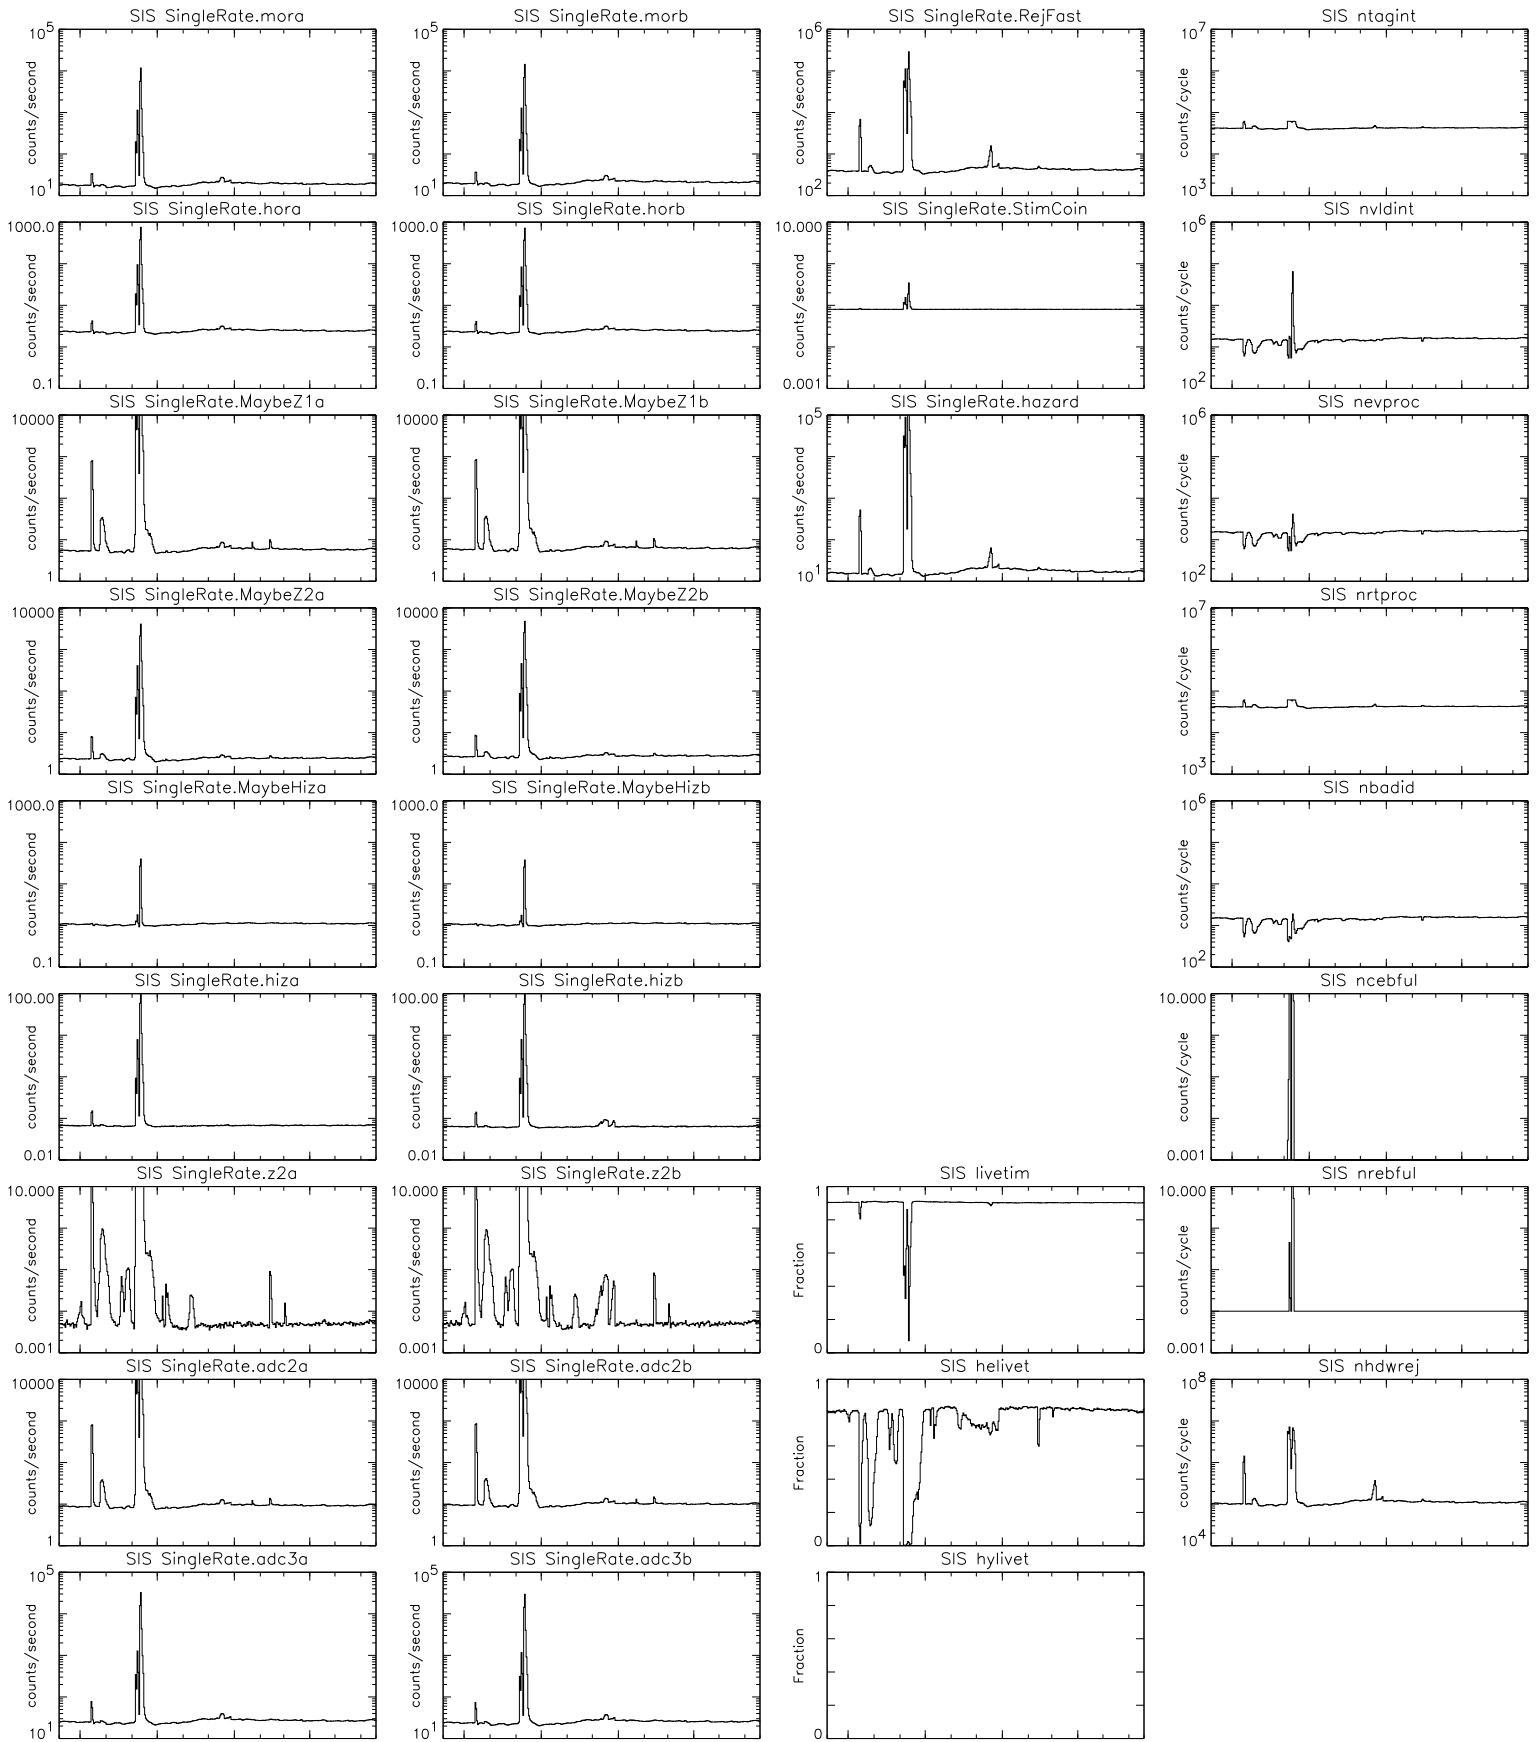 SIS SingleRate.mora
10^5
counts/second
10^1
SIS SingleRate.morb
10^5
counts/second
10^1
SIS SingleRate.RejFast
10^6
counts/second
10^2
SIS ntagint
10^7
counts/cycle
10^3
SIS SingleRate.hora
1000.0
counts/second
0.1
SIS SingleRate.horb
1000.0
counts/second
0.1
SIS SingleRate.StimCoin
10.000
counts/second
0.001
SIS nvldint
10^6
counts/cycle
10^2
SIS SingleRate.MaybeZ1a
10000
counts/second
1
SIS SingleRate.MaybeZ1b
10000
counts/second
1
SIS SingleRate.hazard
10^5
counts/second
10^1
SIS nevproc
10^6
counts/cycle
10^2
SIS SingleRate.MaybeZ2a
10000
counts/second
1
SIS SingleRate.MaybeZ2b
10000
counts/second
1
SIS nrtproc
10^7
counts/cycle
10^3
SIS SingleRate.MaybeHiza
1000.0
counts/second
0.1
SIS SingleRate.MaybeHizb
1000.0
counts/second
0.1
SIS nbadid
10^6
counts/cycle
10^2
SIS SingleRate.hiza
100.00
counts/second
0.01
SIS SingleRate.hizb
100.00
counts/second
0.01
SIS ncebful
10.000
counts/cycle
0.001
SIS SingleRate.z2a
10.000
counts/second
0.001
SIS SingleRate.z2b
10.000
counts/second
0.001
SIS livetim
1
Fraction
0
SIS nrebful
10.000
counts/cycle
0.001
SIS SingleRate.adc2a
10000
counts/second
1
SIS SingleRate.adc2b
10000
counts/second
1
SIS helivet
1
Fraction
0
SIS nhdwrej
10^8
counts/cycle
10^4
SIS SingleRate.adc3a
10^5
counts/second
10^1
SIS SingleRate.adc3b
10^5
counts/second
10^1
SIS hylivet
1
Fraction
0